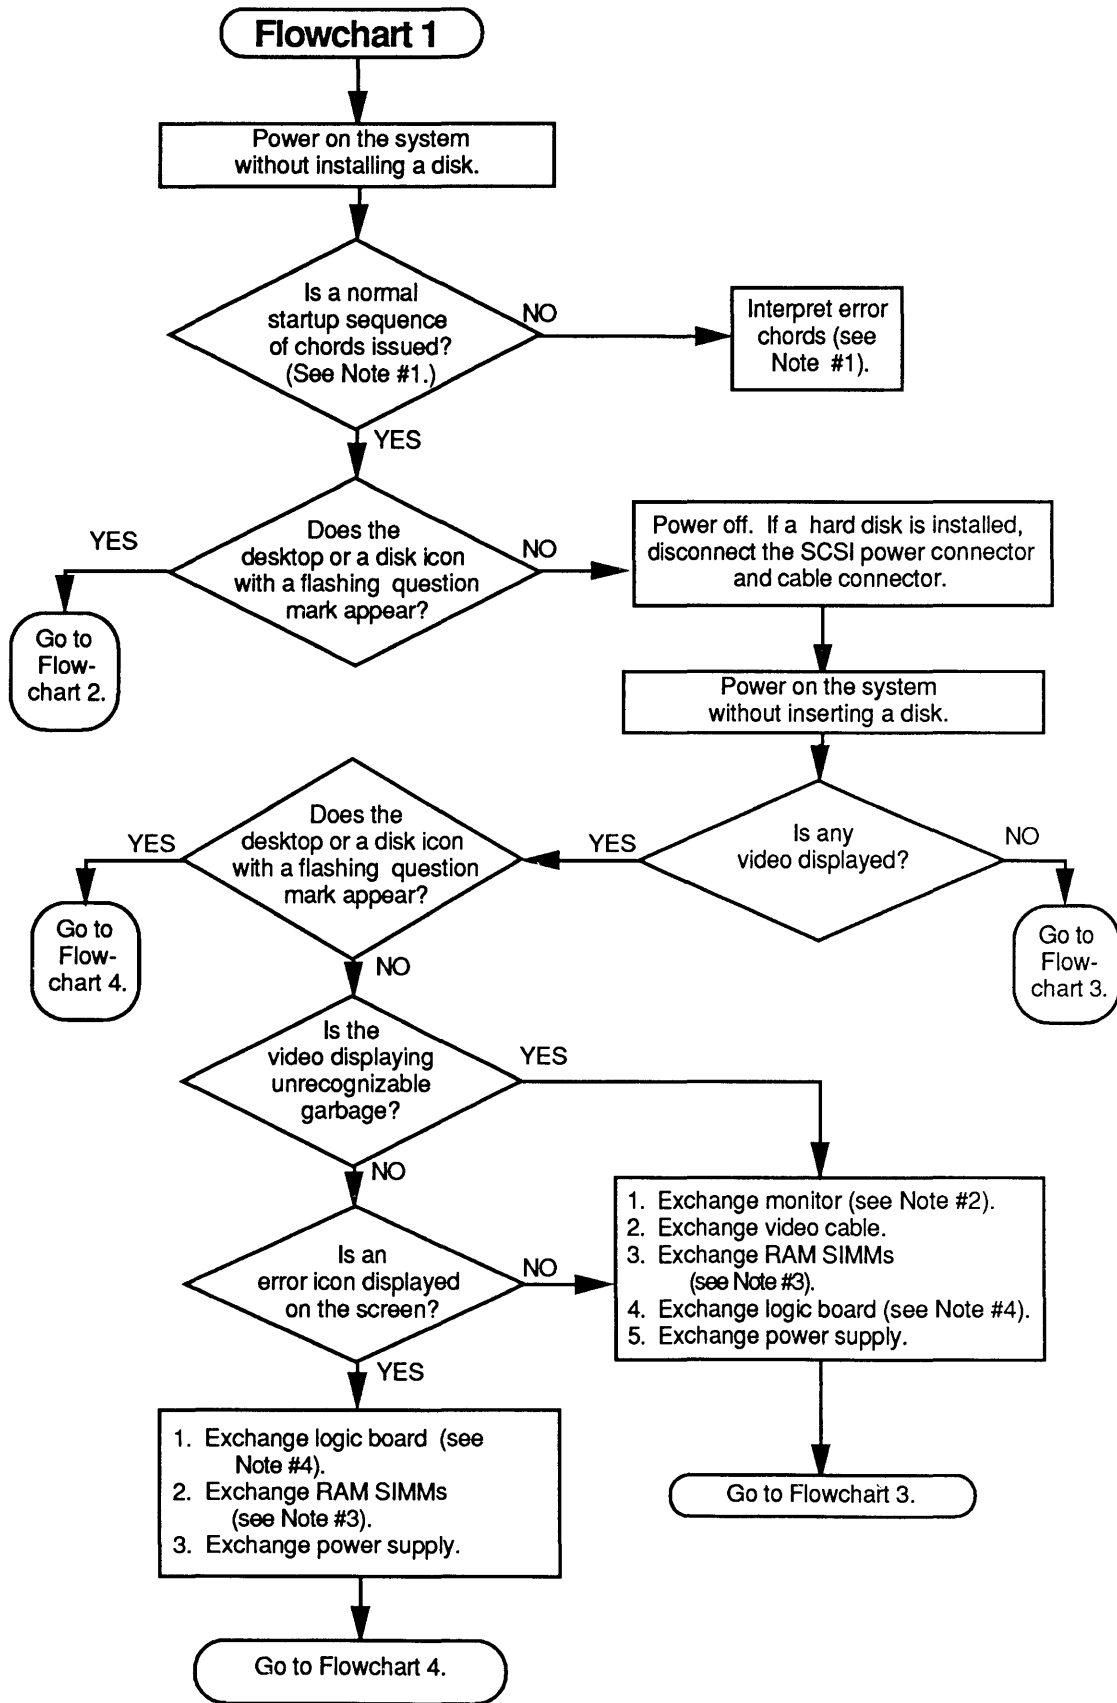 Flowchart 1
Power on the system
without installing a disk.
Is a normal
startup sequence
of chords issued?
(See Note #1.)
NO
Interpret error
chords (see
Note #1).
YES
Does the
desktop or a disk icon
with a flashing question
mark appear?
YES
NO
Go to
Flow-
chart 2.
Power off. If a hard disk is installed,
disconnect the SCSI power connector
and cable connector.
Power on the system
without inserting a disk.
Is any
video displayed?
YES
NO
Go to
Flow-
chart 3.
Does the
desktop or a disk icon
with a flashing question
mark appear?
YES
Go to
Flow-
chart 4.
NO
Is the
video displaying
unrecognizable
garbage?
YES
NO
Is an
error icon displayed
on the screen?
NO
1. Exchange monitor (see Note #2).
2. Exchange video cable.
3. Exchange RAM SIMMs
(see Note #3).
4. Exchange logic board (see Note #4).
5. Exchange power supply.
YES
1. Exchange logic board (see
Note #4).
2. Exchange RAM SIMMs
(see Note #3).
3. Exchange power supply.
Go to Flowchart 3.
Go to Flowchart 4.